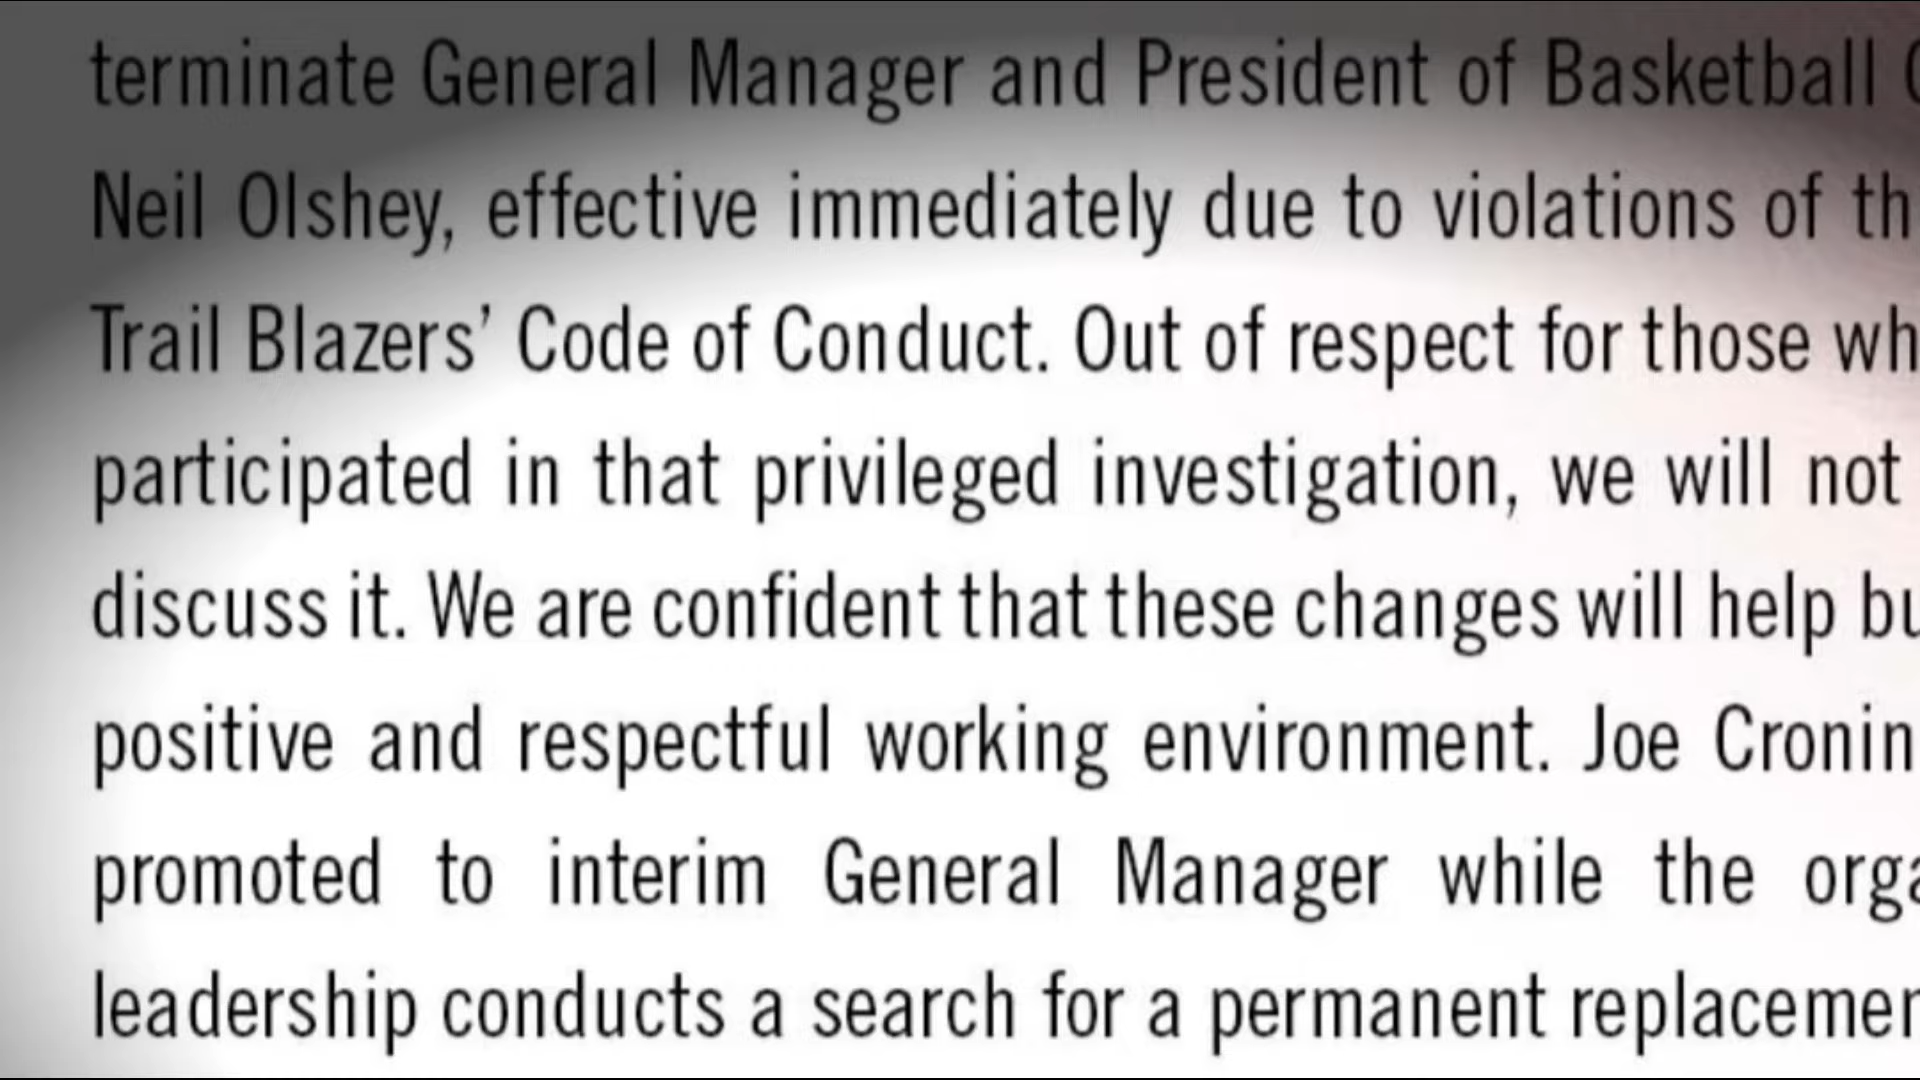 terminate General Manager and President of Basketball
Neil Olshey, effective immediately due to violations of th
Trail Blazers’ Code of Conduct. Out of respect for those wh
participated in that privileged investigation, we will not
discuss it. We are confident that these changes will help bu
positive and respectful working environment. Joe Cronin
promoted to interim General Manager while the orga
leadership conducts a search for a permanent replacemen